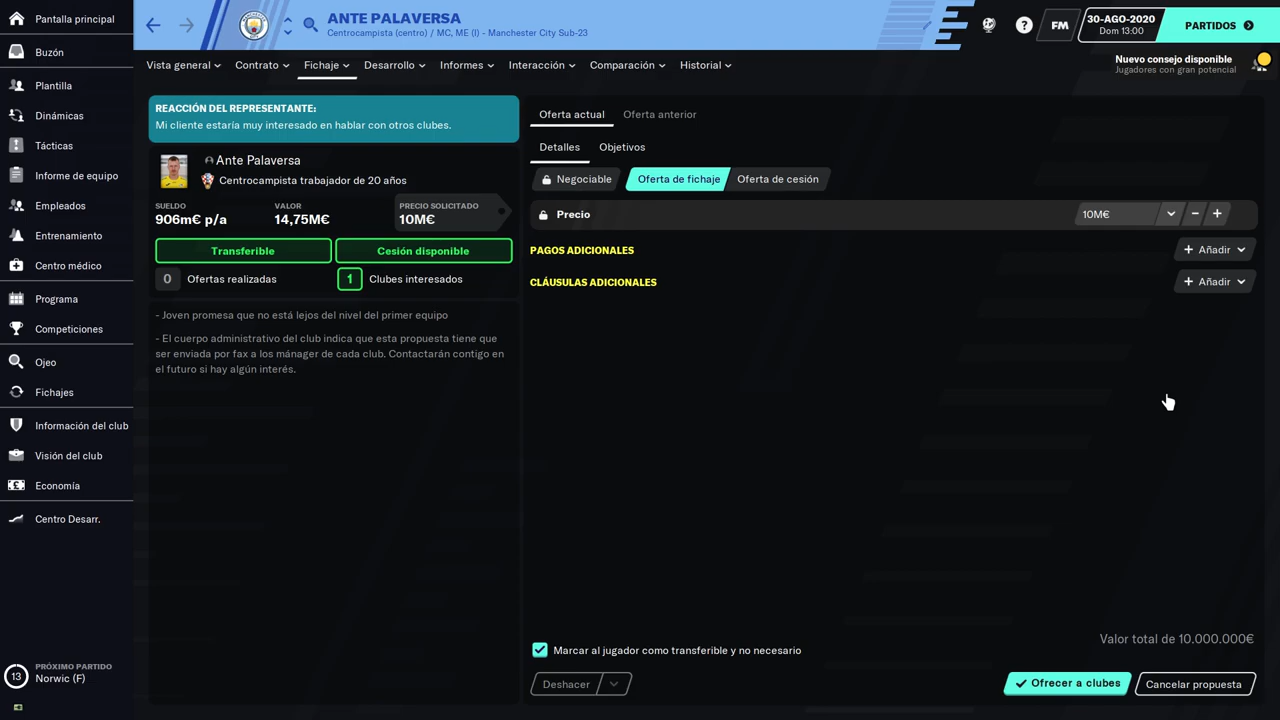 Pantalla principal
ANTE PALAVERSA
Centrocampista (centro) / MC, ME (I) - Manchester City Sub-23
FM
30-AGO-2020
Dom 13:00
PARTIDOS
Buzón
Plantilla
Dinámicas
Tácticas
Informe de equipo
Empleados
Entrenamiento
Centro médico
Programa
Competiciones
Ojeo
Fichajes
Información del club
Visión del club
Economía
Centro Desarr.
13
PRÓXIMO PARTIDO
Norwic (F)
Vista general
Contrato
Fichaje
Desarrollo
Informes
Interacción
Comparación
Historial
Nuevo consejo disponible
Jugadores con gran potencial
REACCIÓN DEL REPRESENTANTE:
Mi cliente estaría muy interesado en hablar con otros clubes.
Ante Palaversa
Centrocampista trabajador de 20 años
SUELDO
906m€ p/a
VALOR
14,75M€
PRECIO SOLICITADO
10M€
Transferible
Cesión disponible
0 Ofertas realizadas
1 Clubes interesados
- Joven promesa que no está lejos del nivel del primer equipo
- El cuerpo administrativo del club indica que esta propuesta tiene que
ser enviada por fax a los mánager de cada club. Contactarán contigo en
el futuro si hay algún interés.
Oferta actual
Oferta anterior
Detalles
Objetivos
Negociable
Oferta de fichaje
Oferta de cesión
Precio
10M€
PAGOS ADICIONALES
Añadir
CLÁUSULAS ADICIONALES
Añadir
Valor total de 10.000.000€
Marcar al jugador como transferible y no necesario
Deshacer
Ofrecer a clubes
Cancelar propuesta